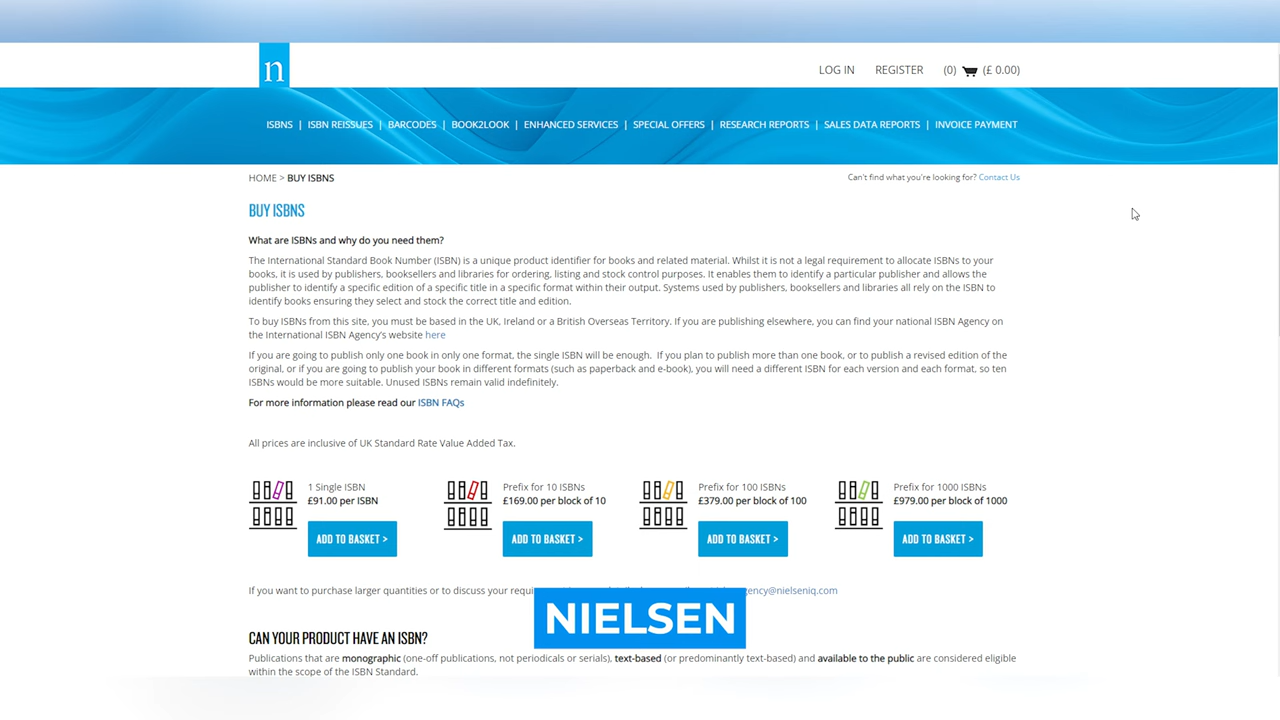 n
LOG IN REGISTER (0) (£ 0.00)
ISBNS | ISBN REISSUES | BARCODES | BOOK2LOOK | ENHANCED SERVICES | SPECIAL OFFERS | RESEARCH REPORTS | SALES DATA REPORTS | INVOICE PAYMENT
HOME > BUY ISBNS
Can't find what you're looking for? Contact Us
BUY ISBNS
What are ISBNs and why do you need them?
The International Standard Book Number (ISBN) is a unique product identifier for books and related material. Whilst it is not a legal requirement to allocate ISBNs to your
books, it is used by publishers, booksellers and libraries for ordering, listing and stock control purposes. It enables them to identify a particular publisher and allows the
publisher to identify a specific edition of a specific title in a specific format within their output. Systems used by publishers, booksellers and libraries all rely on the ISBN to
identify books ensuring they select and stock the correct title and edition.
To buy ISBNs from this site, you must be based in the UK, Ireland or a British Overseas Territory. If you are publishing elsewhere, you can find your national ISBN Agency on
the International ISBN Agency's website here
If you are going to publish only one book in only one format, the single ISBN will be enough. If you plan to publish more than one book, or to publish a revised edition of the
original, or if you are going to publish your book in different formats (such as paperback and e-book), you will need a different ISBN for each version and each format, so ten
ISBNs would be more suitable. Unused ISBNs remain valid indefinitely.
For more information please read our ISBN FAQs
All prices are inclusive of UK Standard Rate Value Added Tax.
1 Single ISBN
£91.00 per ISBN
ADD TO BASKET >
Prefix for 10 ISBNs
£169.00 per block of 10
ADD TO BASKET >
Prefix for 100 ISBNs
£379.00 per block of 100
ADD TO BASKET >
Prefix for 1000 ISBNs
£979.00 per block of 1000
ADD TO BASKET >
If you want to purchase larger quantities or to discuss your
NIELSEN
CAN YOUR PRODUCT HAVE AN ISBN?
Publications that are monographic (one-off publications, not periodicals or serials), text-based (or predominantly text-based) and available to the public are considered eligible
within the scope of the ISBN Standard.